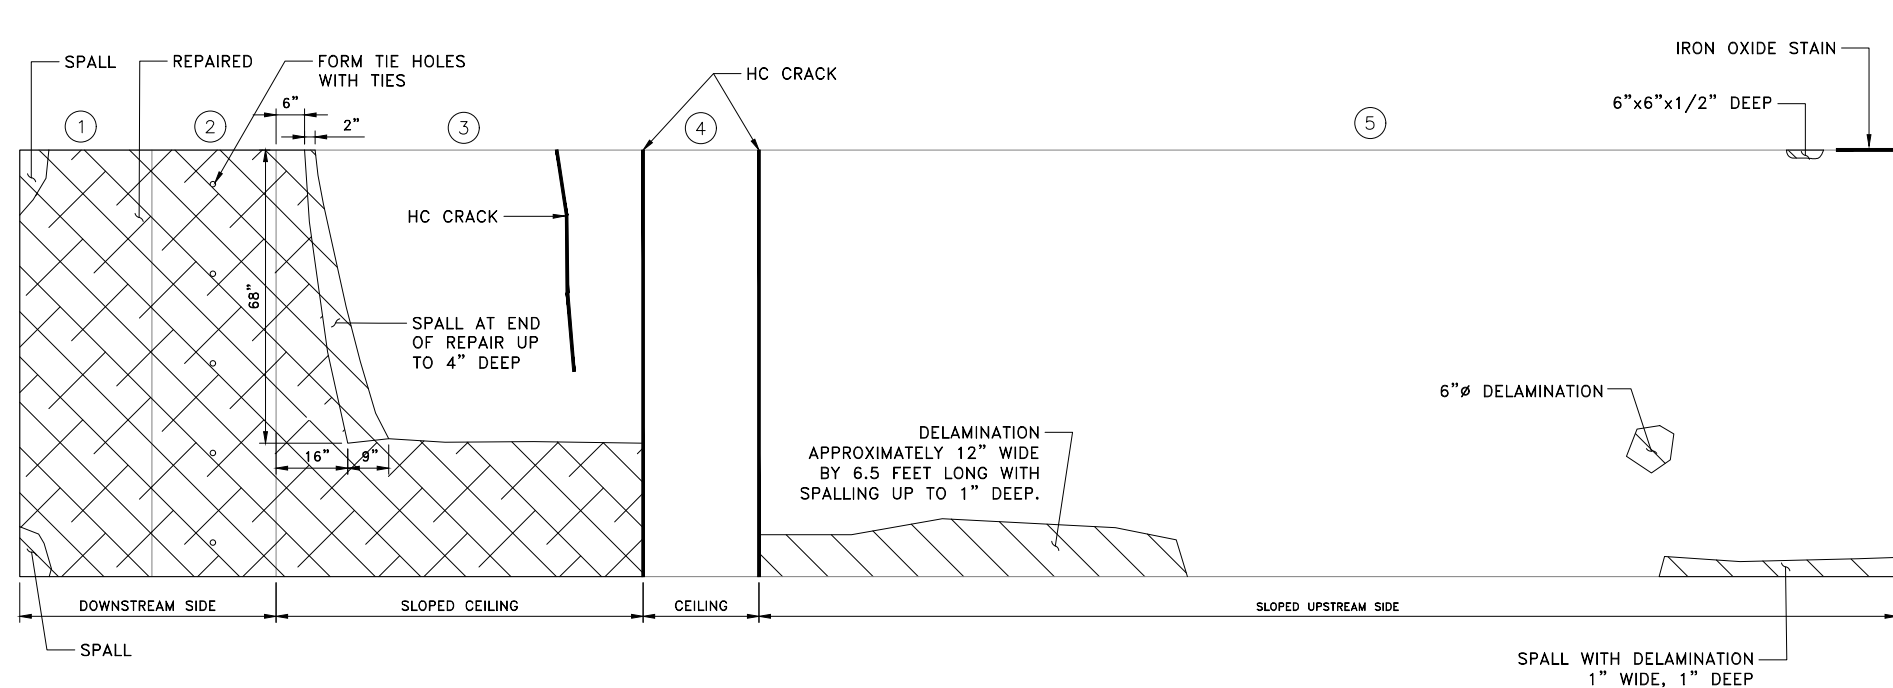 IRON OXIDE STAIN
SPALL
REPAIRED
FORM TIE HOLES
WITH TIES
HC CRACK
6"x6"x1/2" DEEP
6"
2"
1
2
3
4
5
HC CRACK
68"
SPALL AT END
OF REPAIR UP
TO 4" DEEP
6"ø DELAMINATION
DELAMINATION
APPROXIMATELY 12" WIDE
BY 6.5 FEET LONG WITH
SPALLING UP TO 1" DEEP.
16"
9"
DOWNSTREAM SIDE
SLOPED CEILING
CEILING
SLOPED UPSTREAM SIDE
SPALL
SPALL WITH DELAMINATION
1" WIDE, 1" DEEP